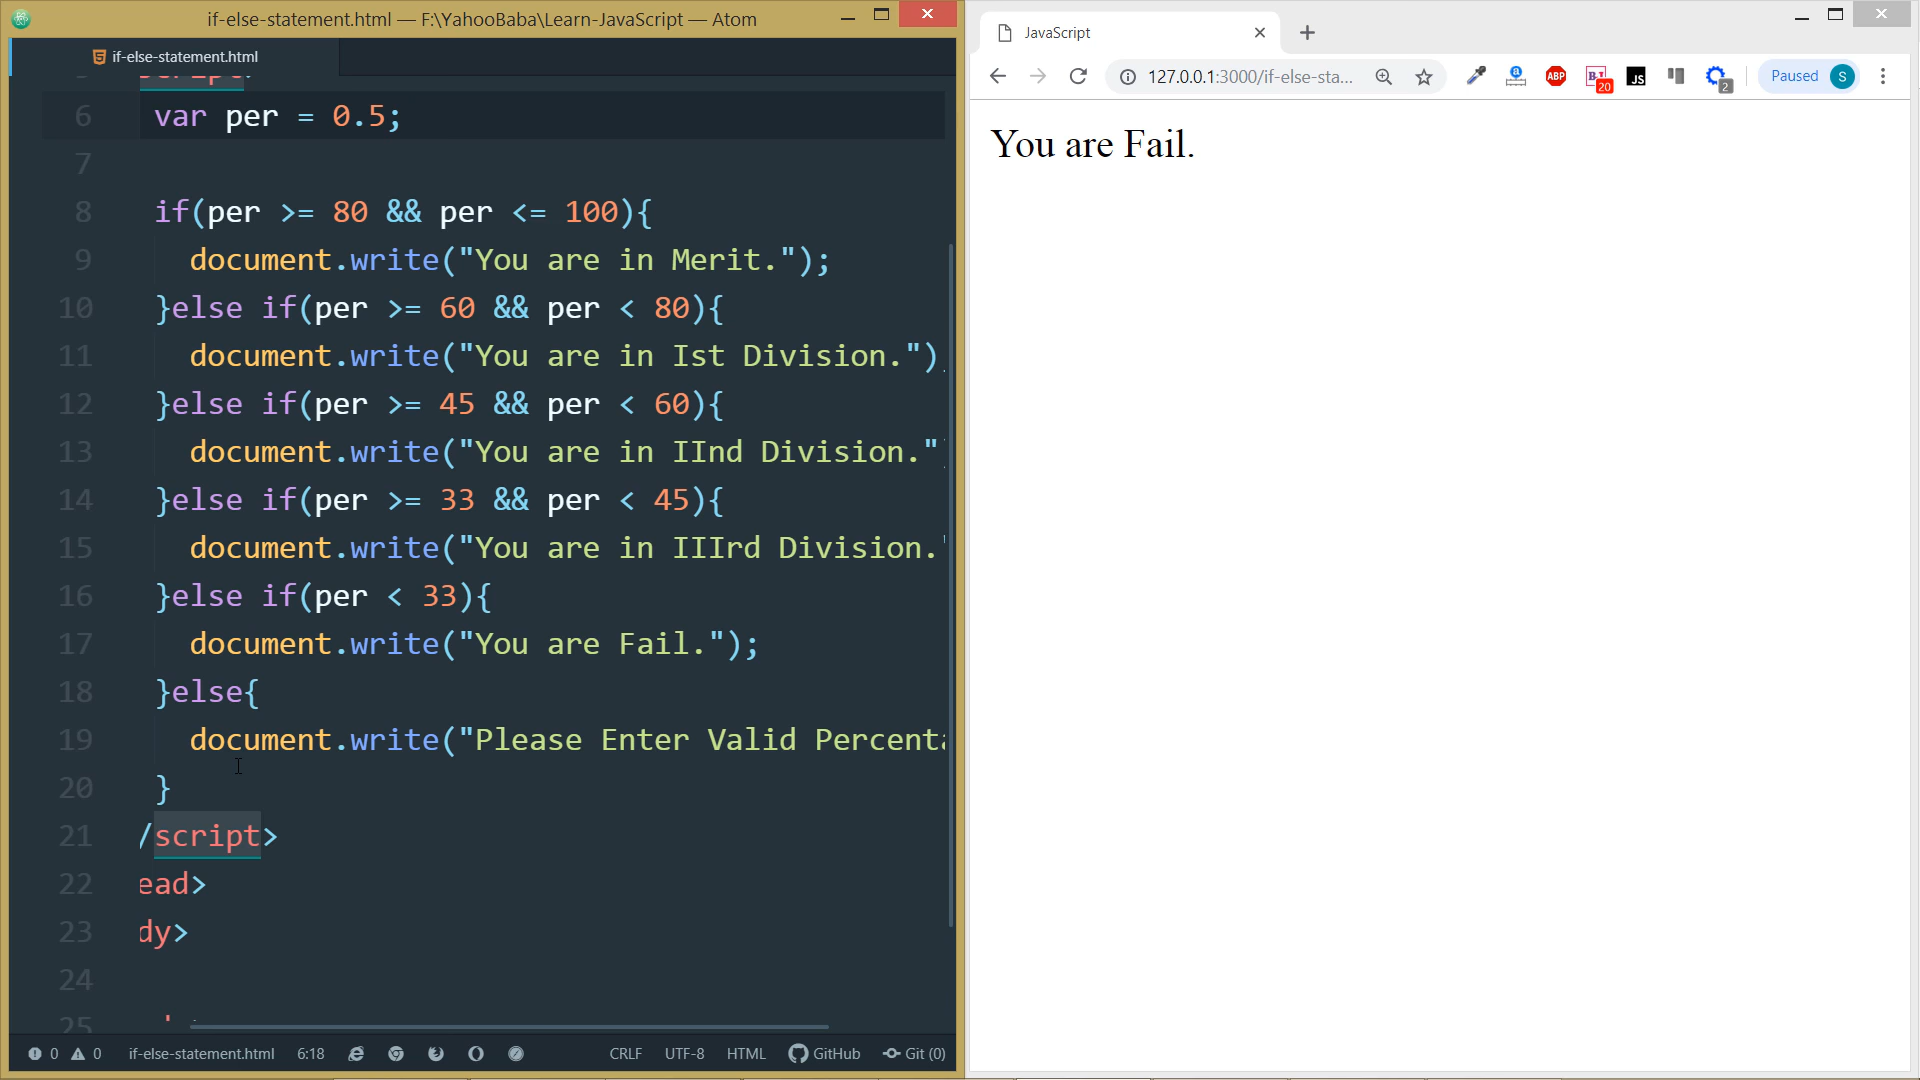 if-else-statement.html — F:\YahooBaba\Learn-JavaScript — Atom
if-else-statement.html
6 var per = 0.5;
7
8 if(per >= 80 && per <= 100){
9 document.write("You are in Merit.");
10 }else if(per >= 60 && per < 80){
11 document.write("You are in Ist Division.")
12 }else if(per >= 45 && per < 60){
13 document.write("You are in IInd Division."
14 }else if(per >= 33 && per < 45){
15 document.write("You are in IIIrd Division.
16 }else if(per < 33){
17 document.write("You are Fail.");
18 }else{
19 document.write("Please Enter Valid Percenta
20 }
21 /script>
22 ead>
23 dy>
24
25
0 0 if-else-statement.html 6:18 CRLF UTF-8 HTML GitHub Git (0)
JavaScript
127.0.0.1:3000/if-else-sta... a ABP 20 JS 2 Paused S
You are Fail.